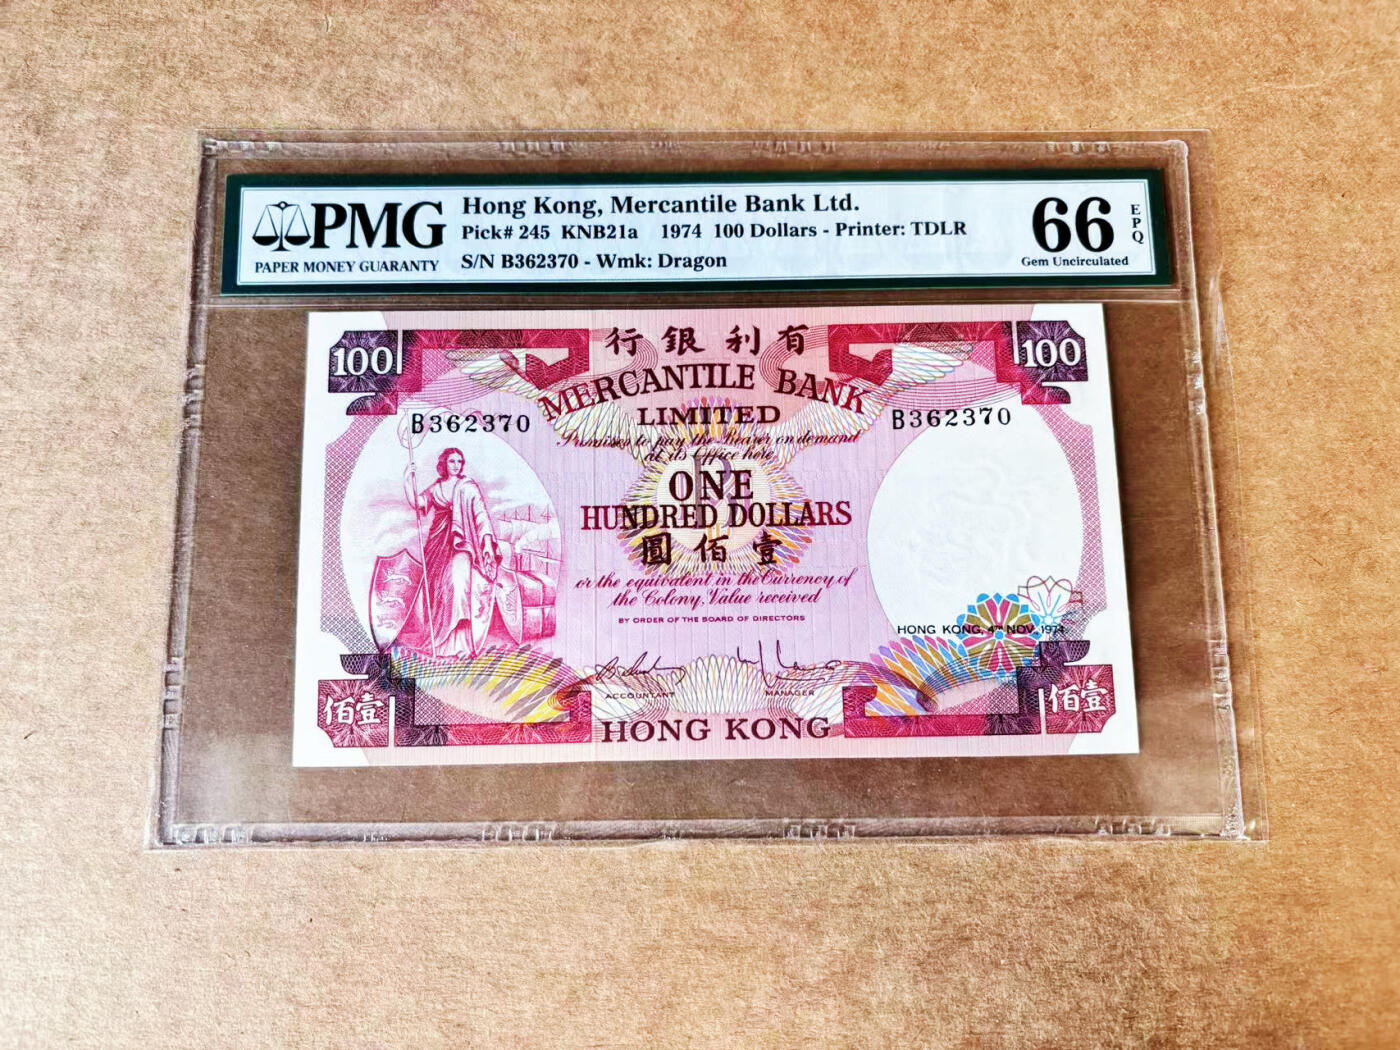 PMG
PAPER MONEY GUARANTY
Hong Kong, Mercantile Bank Ltd.
Pick# 245 KNB21a 1974 100 Dollars - Printer: TDLR
S/N B362370 - Wmk: Dragon
66 EPQ
Gem Uncirculated
行銀利有
100 100
MERCANTILE BANK
LIMITED
B362370 B362370
Promises to pay the Bearer on demand
at its Office here
ONE
HUNDRED DOLLARS
圓佰壹
or the equivalent in the Currency of
the Colony, Value received
BY ORDER OF THE BOARD OF DIRECTORS
HONG KONG, 4TH NOV. 1974
ACCOUNTANT MANAGER
佰壹 佰壹
HONG KONG